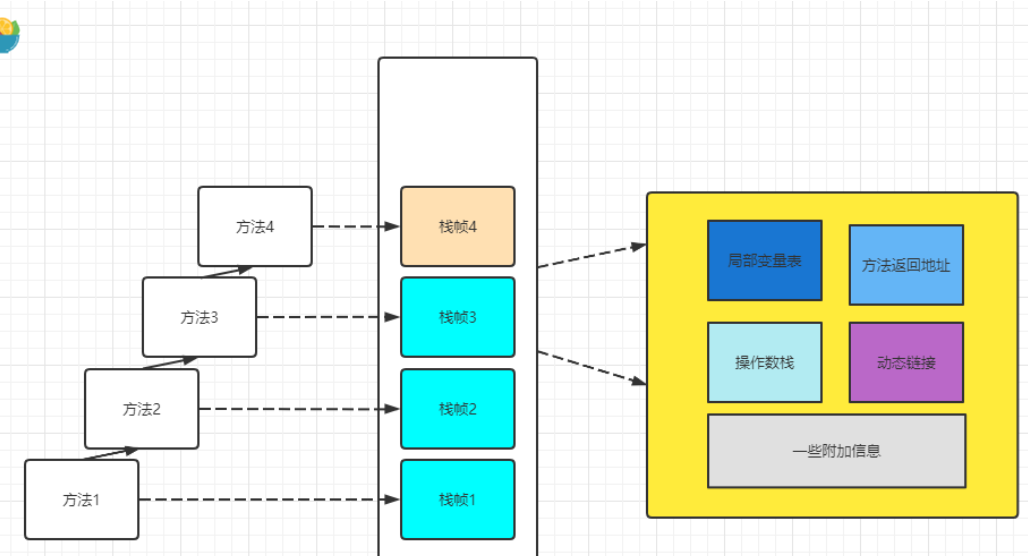 方法4
栈帧4
局部变量表
方法返回地址
方法3
栈帧3
操作数栈
动态链接
方法2
栈帧2
一些附加信息
方法1
栈帧1